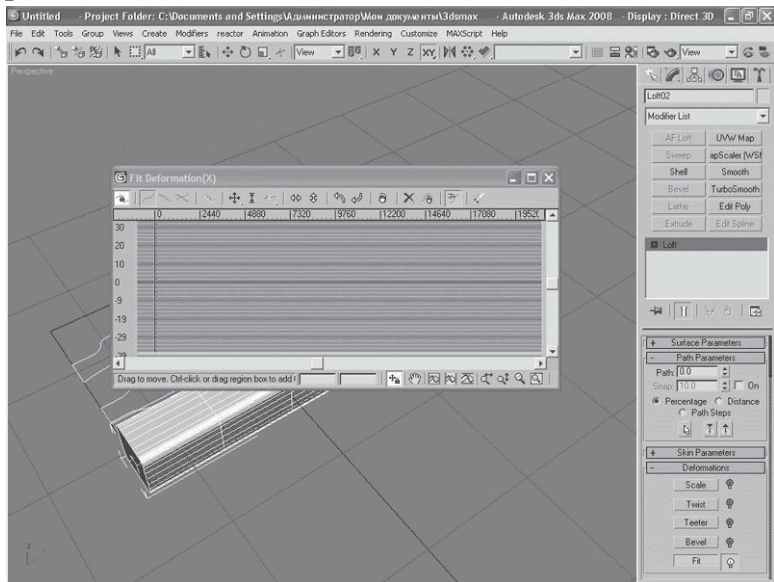 Untitled - Project Folder: C:\Documents and Settings\Администратор\Мои документы\3dsmax - Autodesk 3ds Max 2008 - Display : Direct 3D
File Edit Tools Group Views Create Modifiers reactor Animation Graph Editors Rendering Customize MAXScript Help
All View X Y Z XY View
Perspective
Loft02
Modifier List
AF Loft UVW Map
Sweep apScaler (WSM
Shell Smooth
Bevel TurboSmooth
Lathe Edit Poly
Extrude Edit Spline
Loft
Fit Deformation(X)
0 2440 4880 7320 9760 12200 14640 17080 1952
30
20
10
0
-9
-19
-29
-39
Drag to move. Ctrl-click or drag region box to add
+ Surface Parameters
- Path Parameters
Path: 0.0
Snap: 10.0 On
Percentage Distance
Path Steps
+ Skin Parameters
- Deformations
Scale
Twist
Teeter
Bevel
Fit
z